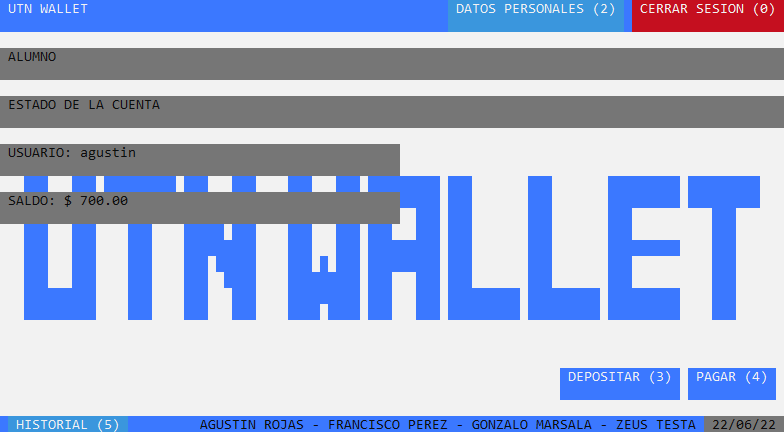 UTN WALLET DATOS PERSONALES (2) CERRAR SESION (0)
ALUMNO
ESTADO DE LA CUENTA
USUARIO: agustin
SALDO: $ 700.00
UTN WALLET
DEPOSITAR (3) PAGAR (4)
HISTORIAL (5) AGUSTIN ROJAS - FRANCISCO PEREZ - GONZALO MARSALA - ZEUS TESTA 22/06/22